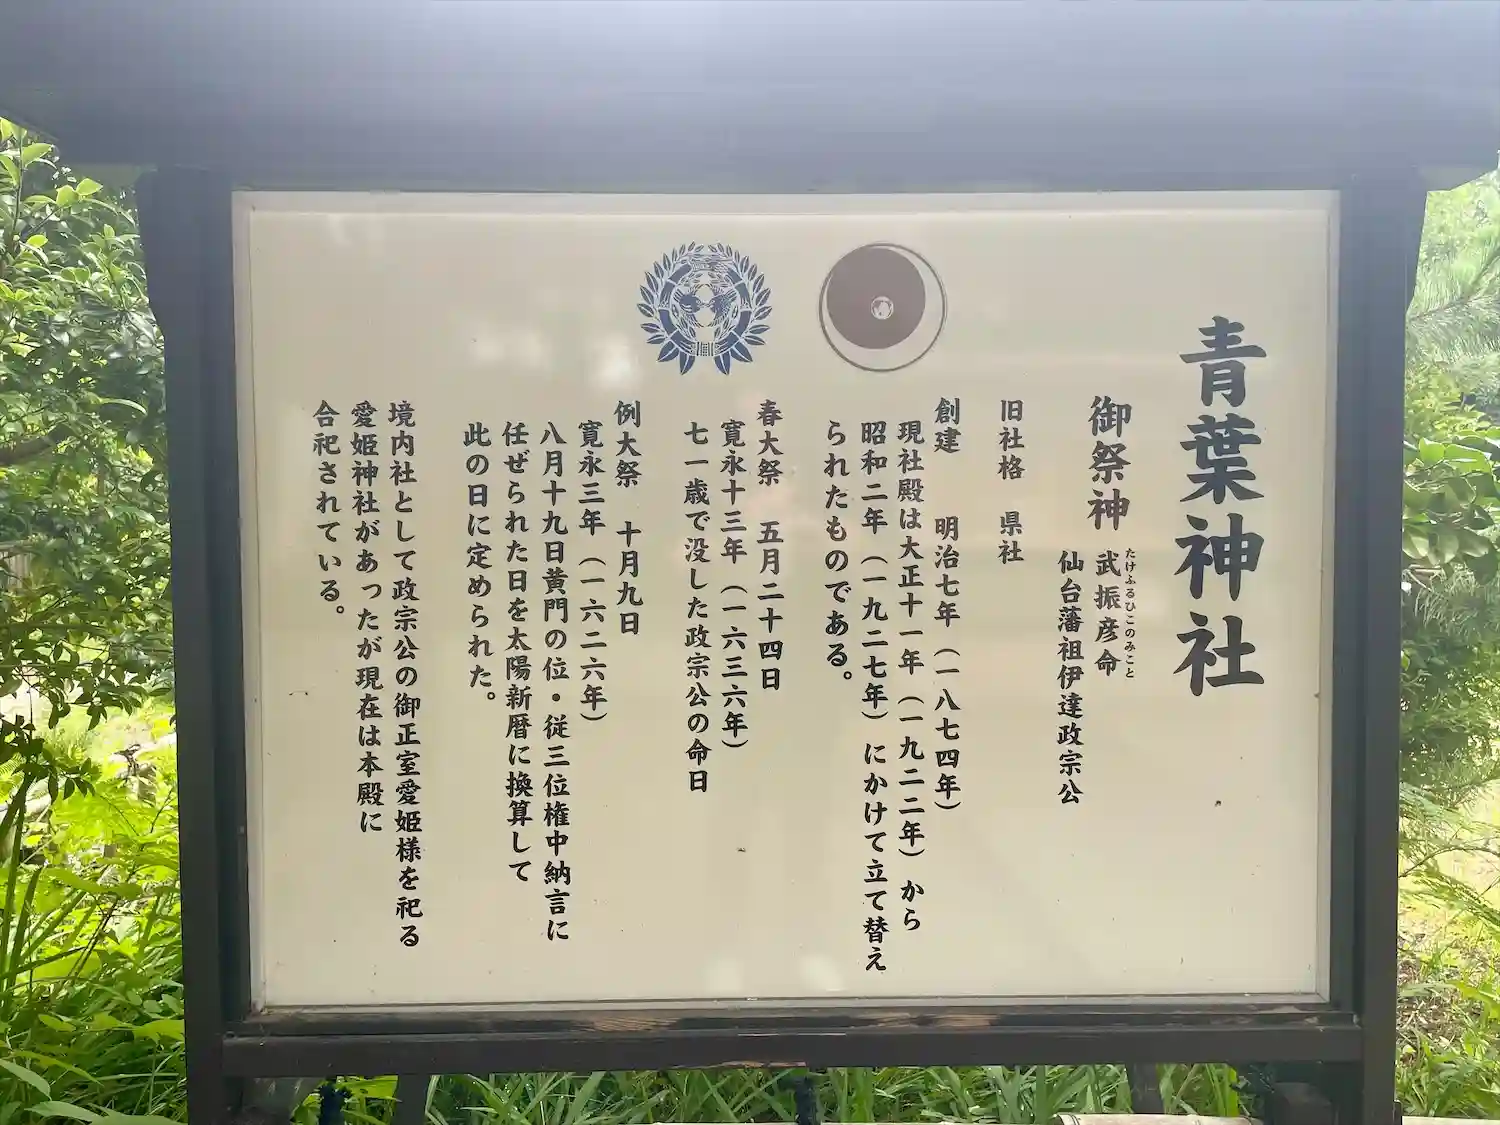 青葉神社
御祭神
武振彦命
たけふるひこのみこと
仙台藩祖伊達政宗公
旧社格　県社
創建　明治七年（一八七四年）
現社殿は大正十一年（一九二二年）から
昭和二年（一九二七年）にかけて立て替え
られたものである。
春大祭　五月二十四日
寛永十三年（一六三六年）
七一歳で没した政宗公の命日
例大祭　十月九日
寛永三年（一六二六年）
八月十九日黄門の位・従三位権中納言に
任ぜられた日を太陽新暦に換算して
此の日に定められた。
境内社として政宗公の御正室愛姫様を祀る
愛姫神社があったが現在は本殿に
合祀されている。